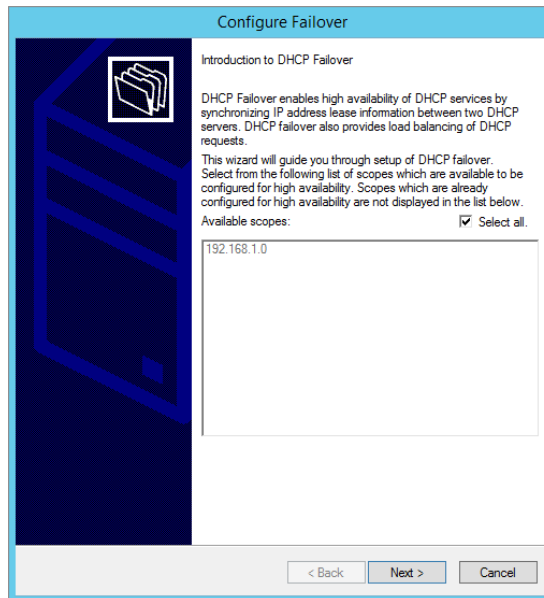 Configure Failover
Introduction to DHCP Failover
DHCP Failover enables high availability of DHCP services by
synchronizing IP address lease information between two DHCP
servers. DHCP failover also provides load balancing of DHCP
requests.
This wizard will guide you through setup of DHCP failover.
Select from the following list of scopes which are available to be
configured for high availability. Scopes which are already
configured for high availability are not displayed in the list below.
Available scopes: Select all.
192.168.1.0
< Back Next > Cancel